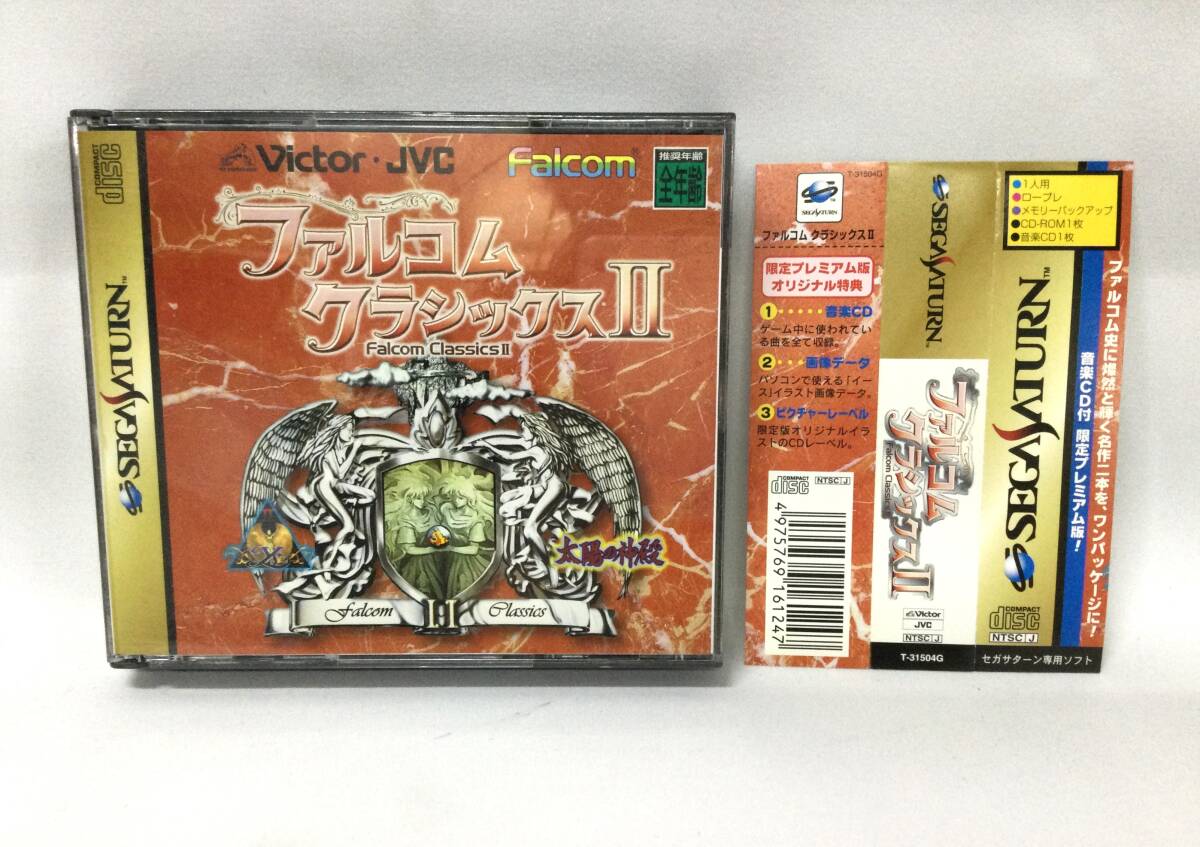 COMPACT
disc
SEGA SATURN™
Victor・JVC
Falcom®
推奨年齢
全年齢
ファルコム
クラシックスII
Falcom Classics II
太陽の神殿
Falcom II Classics
T-31504G
SEGA SATURN
ファルコム クラシックスII
限定プレミアム版
オリジナル特典
1・・・・・音楽CD
ゲーム中に使われてい
る曲を全て収録。
2・・・画像データ
パソコンで使える「イー
ス」イラスト画像データ。
3 ピクチャーレーベル
限定版オリジナルイラ
ストのCDレーベル。
COMPACT
disc
NTSC J
4975769161247
SEGA SATURN™
ファルコム
クラシックスII
Falcom Classics II
Victor
JVC
NTSC J
T-31504G
●1人用
●ロープレ
●メモリーバックアップ
●CD-ROM1枚
●音楽CD1枚
SEGA SATURN™
COMPACT
disc
NTSC J
セガサターン専用ソフト
ファルコム史に燦然と輝く名作二本を、ワンパッケージに!
音楽CD付 限定プレミアム版!